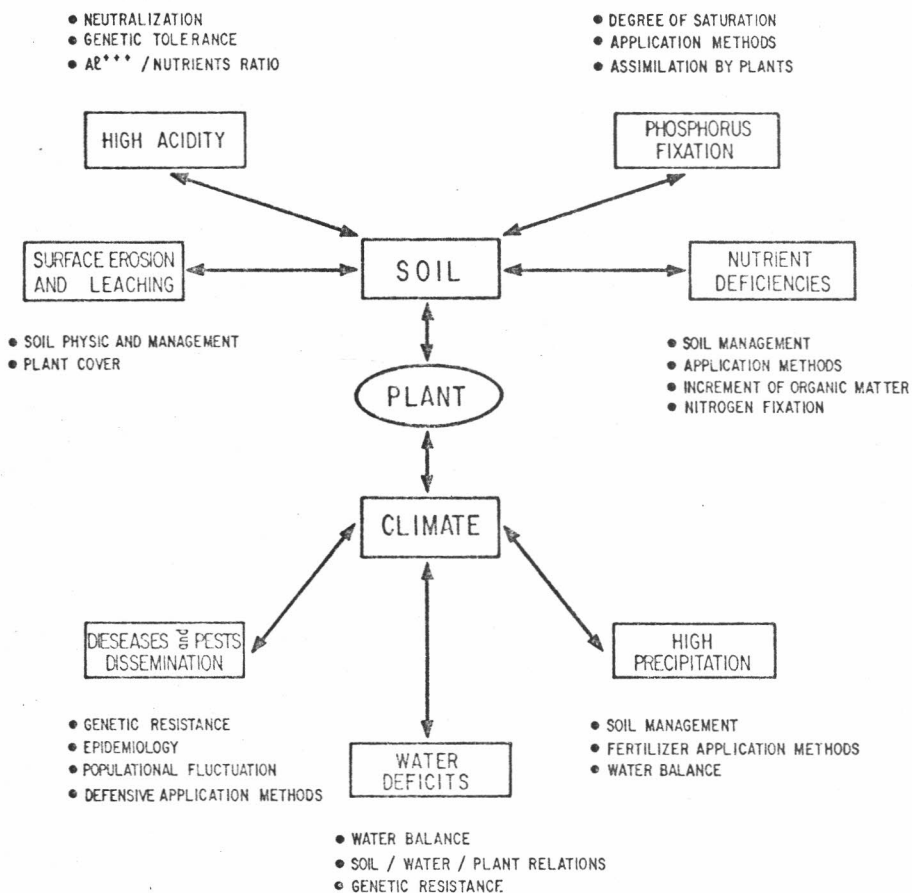 ● NEUTRALIZATION
● GENETIC TOLERANCE
● Aℓ+++ / NUTRIENTS RATIO
● DEGREE OF SATURATION
● APPLICATION METHODS
● ASSIMILATION BY PLANTS
HIGH ACIDITY
PHOSPHORUS
FIXATION
SURFACE EROSION
AND LEACHING
SOIL
NUTRIENT
DEFICIENCIES
● SOIL PHYSIC AND MANAGEMENT
● PLANT COVER
● SOIL MANAGEMENT
● APPLICATION METHODS
● INCREMENT OF ORGANIC MATTER
● NITROGEN FIXATION
PLANT
CLIMATE
DIESEASES and PESTS
DISSEMINATION
HIGH
PRECIPITATION
● GENETIC RESISTANCE
● EPIDEMIOLOGY
● POPULATIONAL FLUCTUATION
● DEFENSIVE APPLICATION METHODS
● SOIL MANAGEMENT
● FERTILIZER APPLICATION METHODS
● WATER BALANCE
WATER
DEFICITS
● WATER BALANCE
● SOIL / WATER / PLANT RELATIONS
● GENETIC RESISTANCE